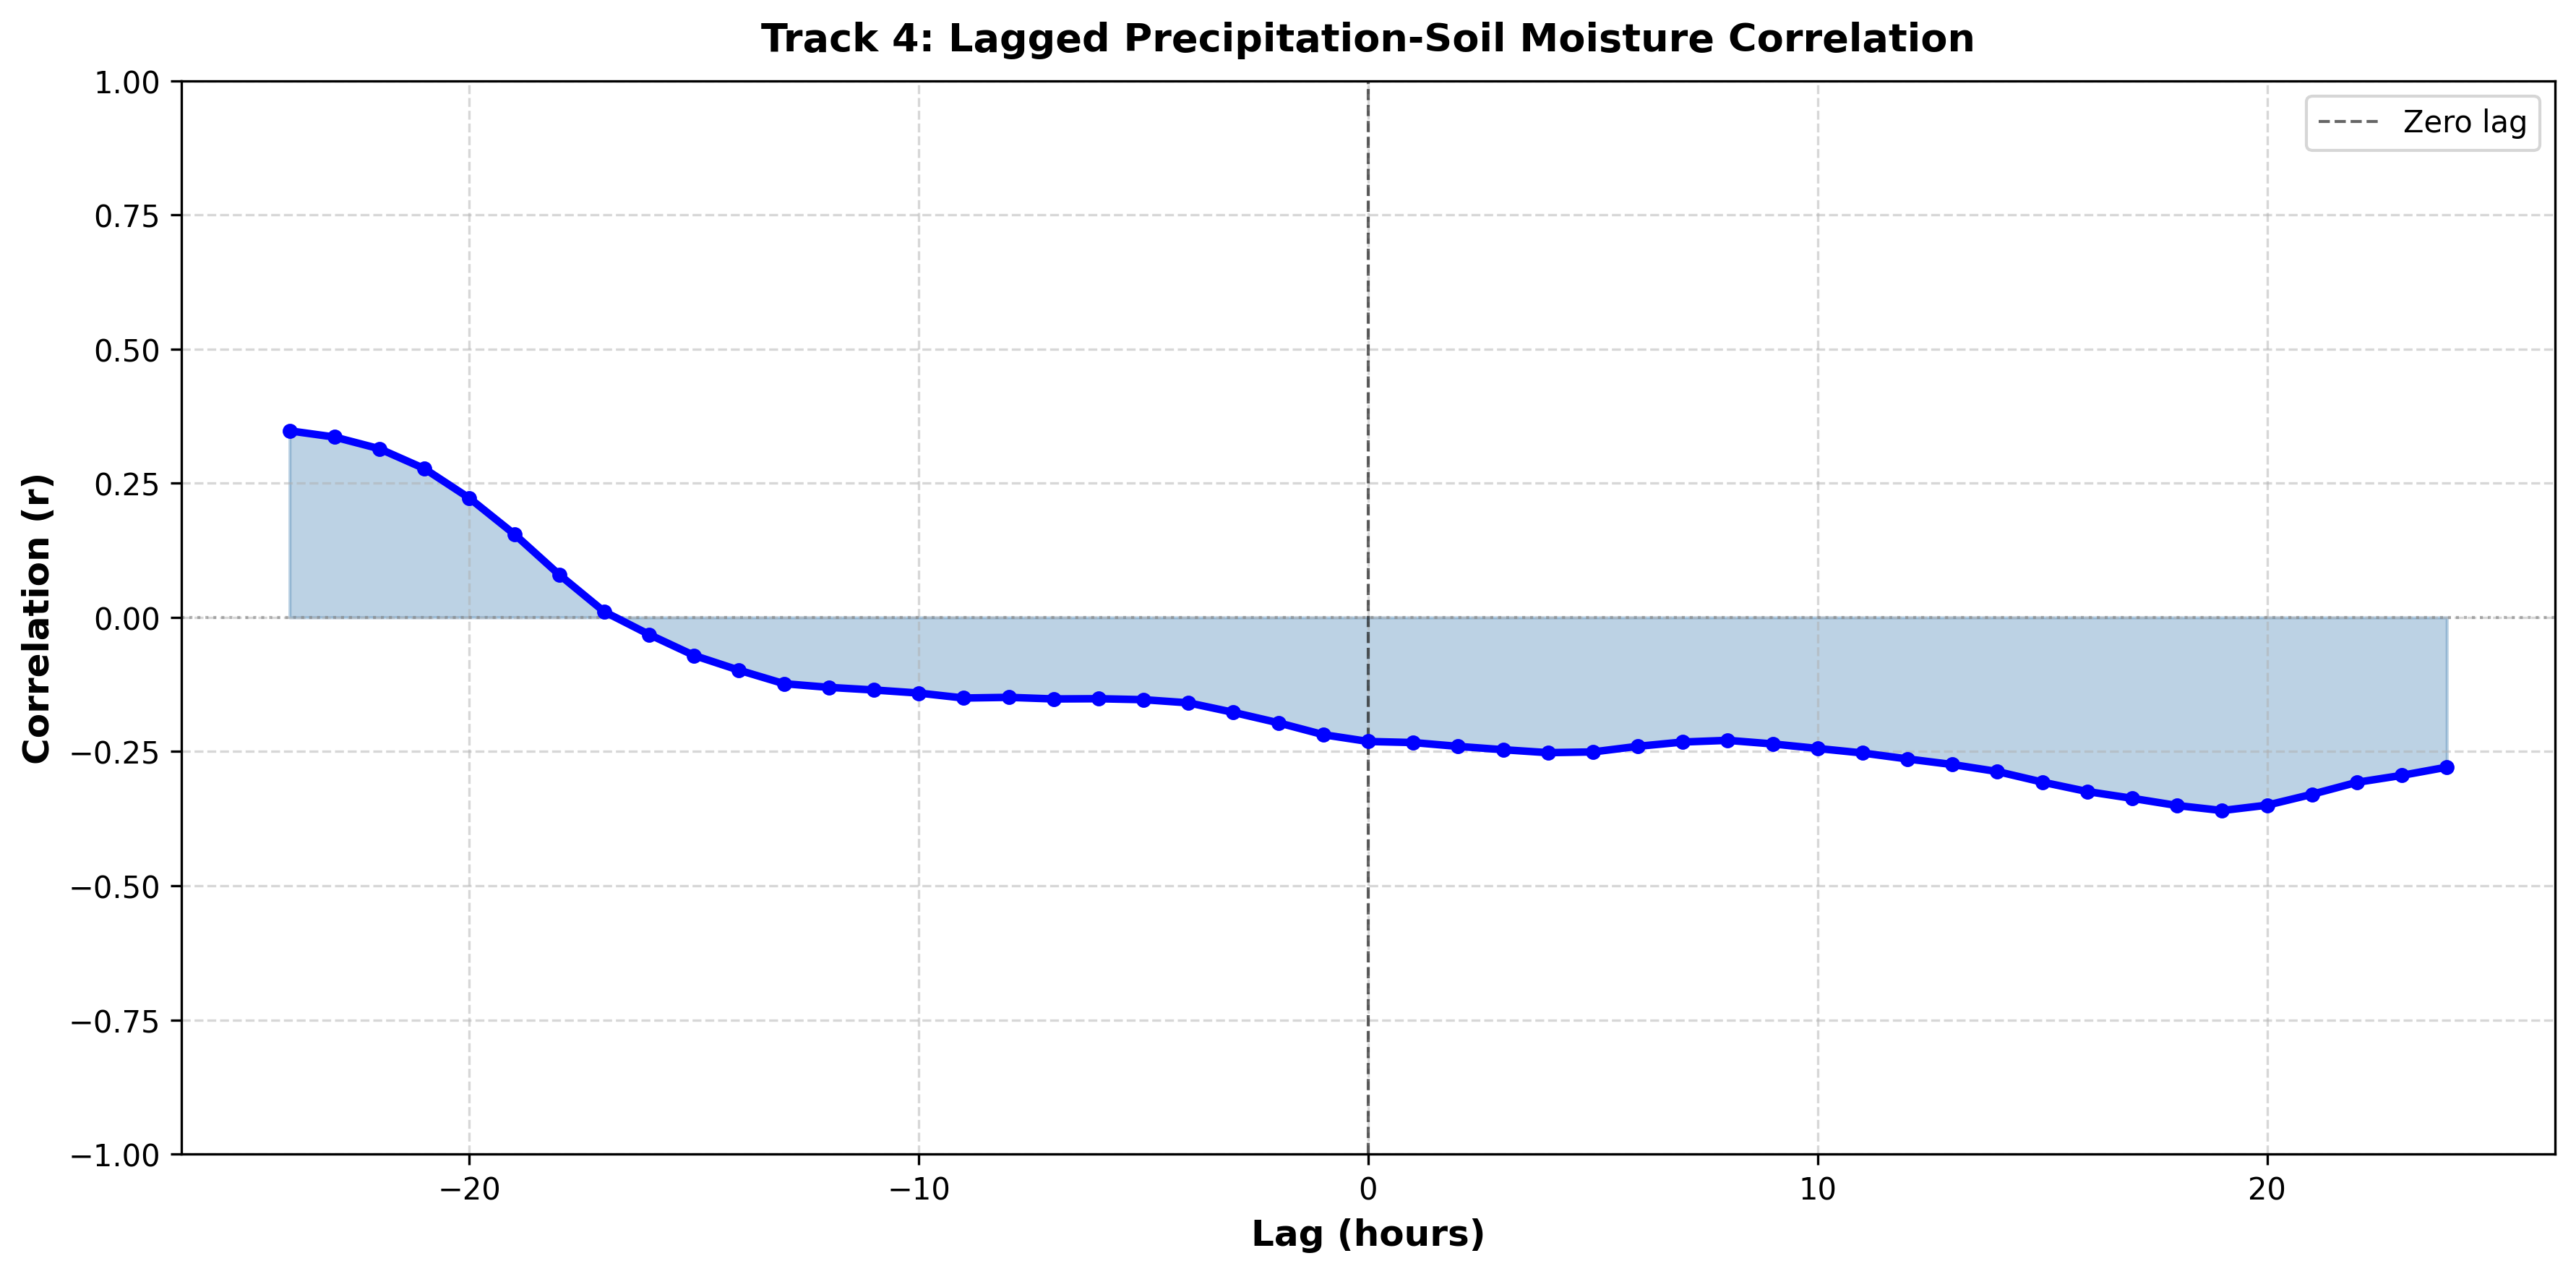 Track 4: Lagged Precipitation-Soil Moisture Correlation
Zero lag
Correlation (r)
1.00
0.75
0.50
0.25
0.00
−0.25
−0.50
−0.75
−1.00
−20 −10 0 10 20
Lag (hours)